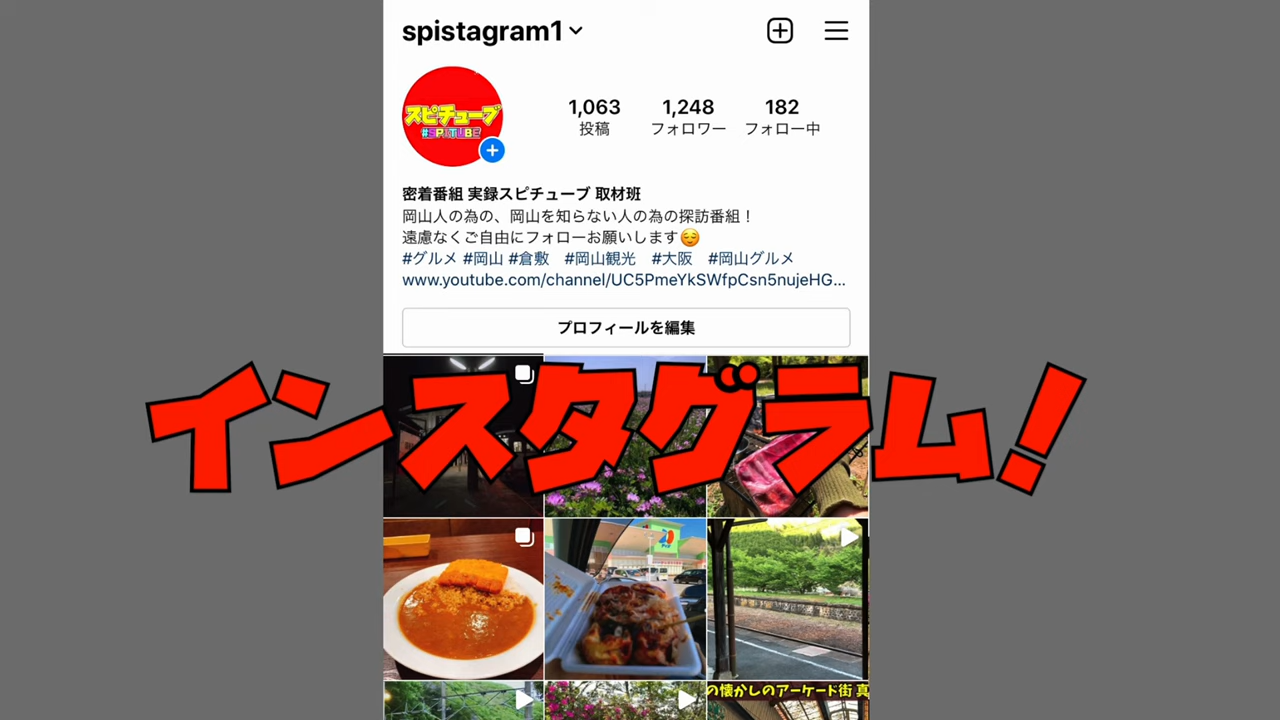 spistagram1
スピチューブ
#SPITUBE
1,063
投稿
1,248
フォロワー
182
フォロー中
密着番組 実録スピチューブ 取材班
岡山人の為の、岡山を知らない人の為の探訪番組！
遠慮なくご自由にフォローお願いします😌
#グルメ #岡山 #倉敷　#岡山観光　#大阪　#岡山グルメ
www.youtube.com/channel/UC5PmeYkSWfpCsn5nujeHG...
プロフィールを編集
インスタグラム!
の懐かしのアーケード街 真